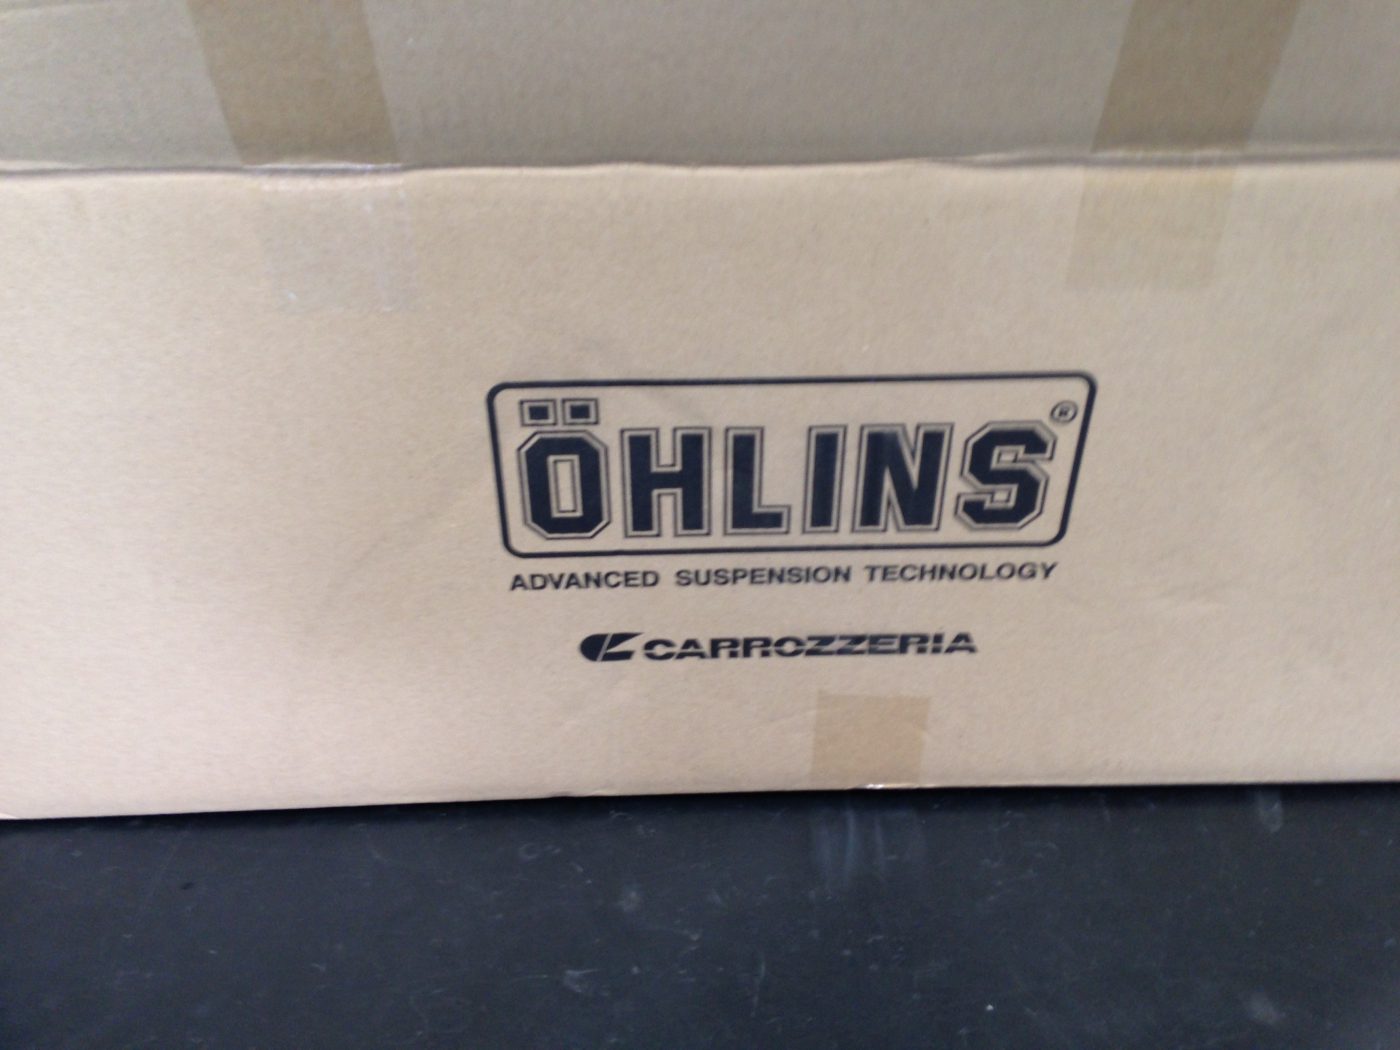 ÖHLINS®
ADVANCED SUSPENSION TECHNOLOGY
CARROZZERIA